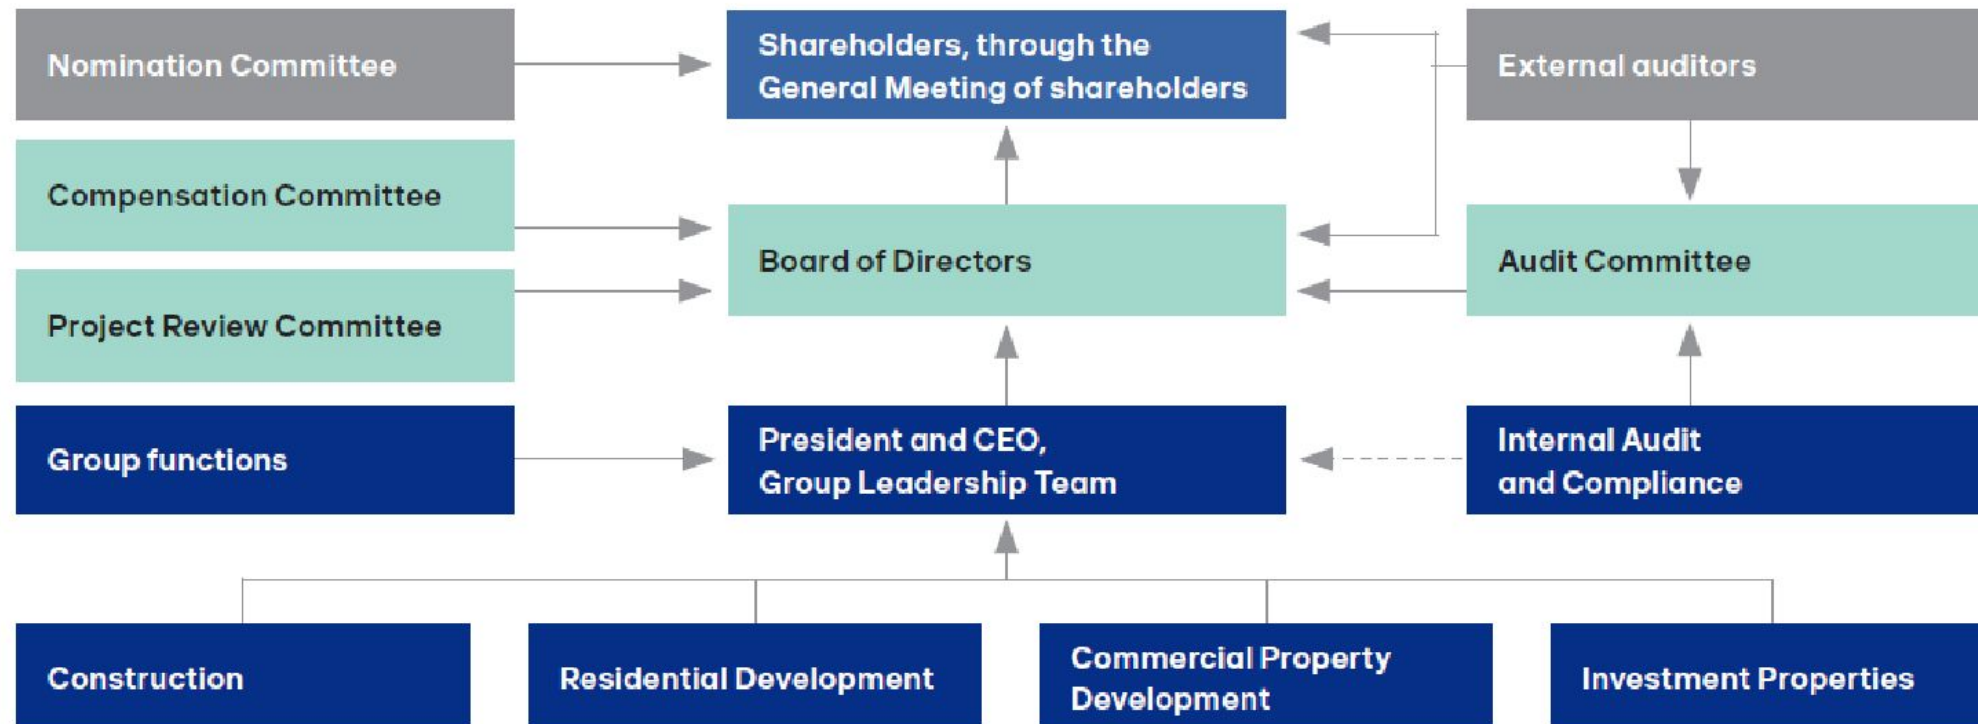 Nomination Committee
Shareholders, through the
General Meeting of shareholders
External auditors
Compensation Committee
Board of Directors
Audit Committee
Project Review Committee
Group functions
President and CEO,
Group Leadership Team
Internal Audit
and Compliance
Construction
Residential Development
Commercial Property
Development
Investment Properties